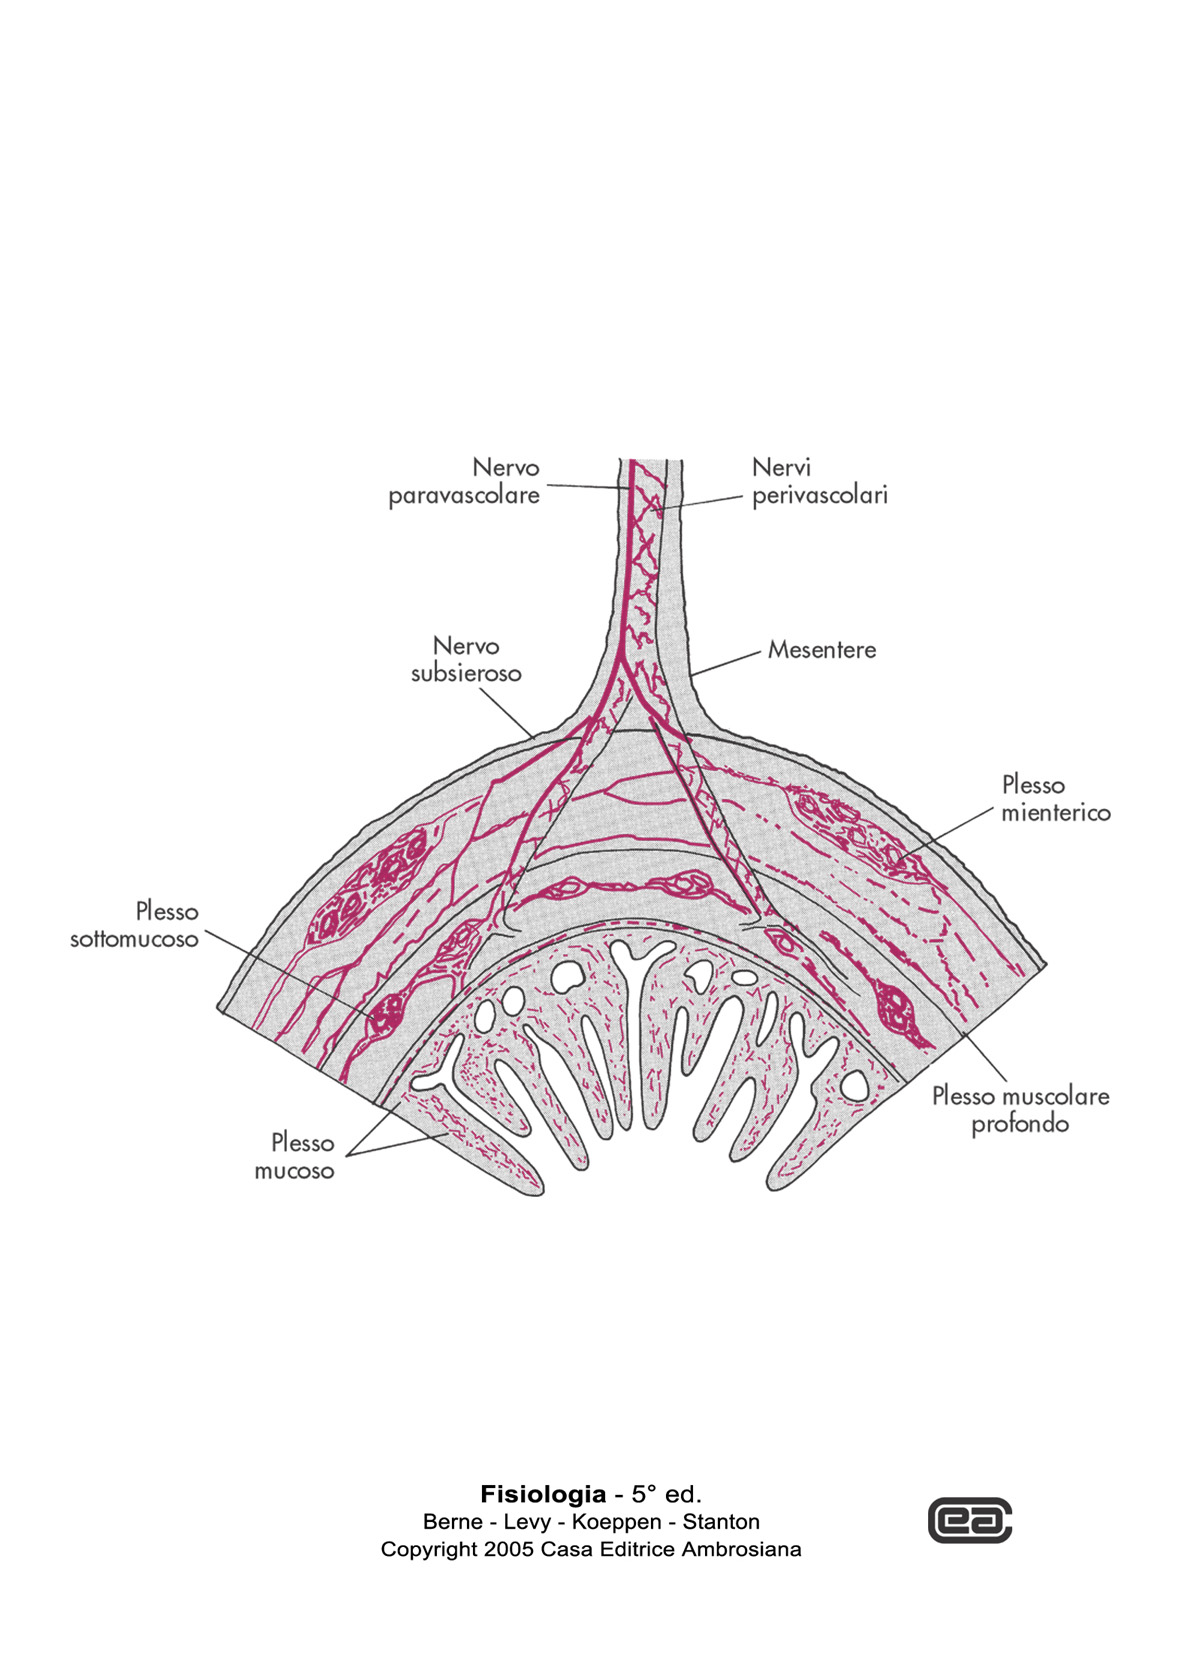 Nervo
paravascolare
Nervi
perivascolari
Nervo
subsieroso
Mesentere
Plesso
mienterico
Plesso
sottomucoso
Plesso muscolare
profondo
Plesso
mucoso
Fisiologia - 5° ed.
Berne - Levy - Koeppen - Stanton
Copyright 2005 Casa Editrice Ambrosiana
ea